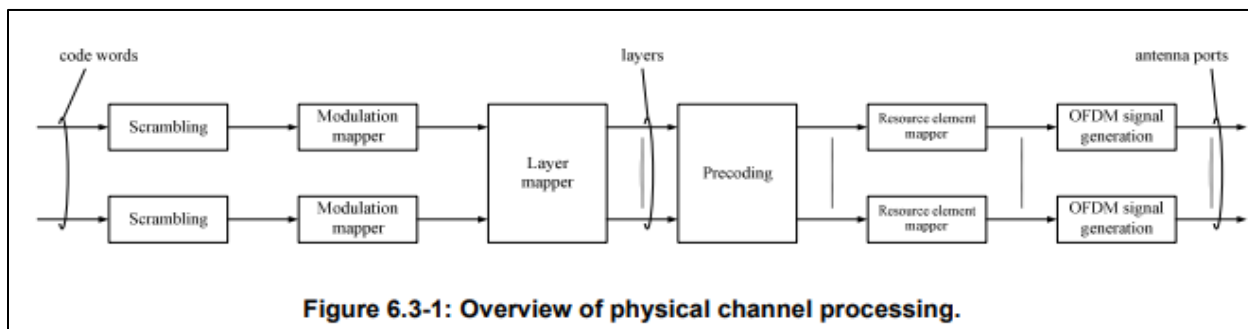 code words
layers
antenna ports
Scrambling
Modulation
mapper
Layer
mapper
Precoding
Resource element
mapper
OFDM signal
generation
Scrambling
Modulation
mapper
Resource element
mapper
OFDM signal
generation
Figure 6.3-1: Overview of physical channel processing.